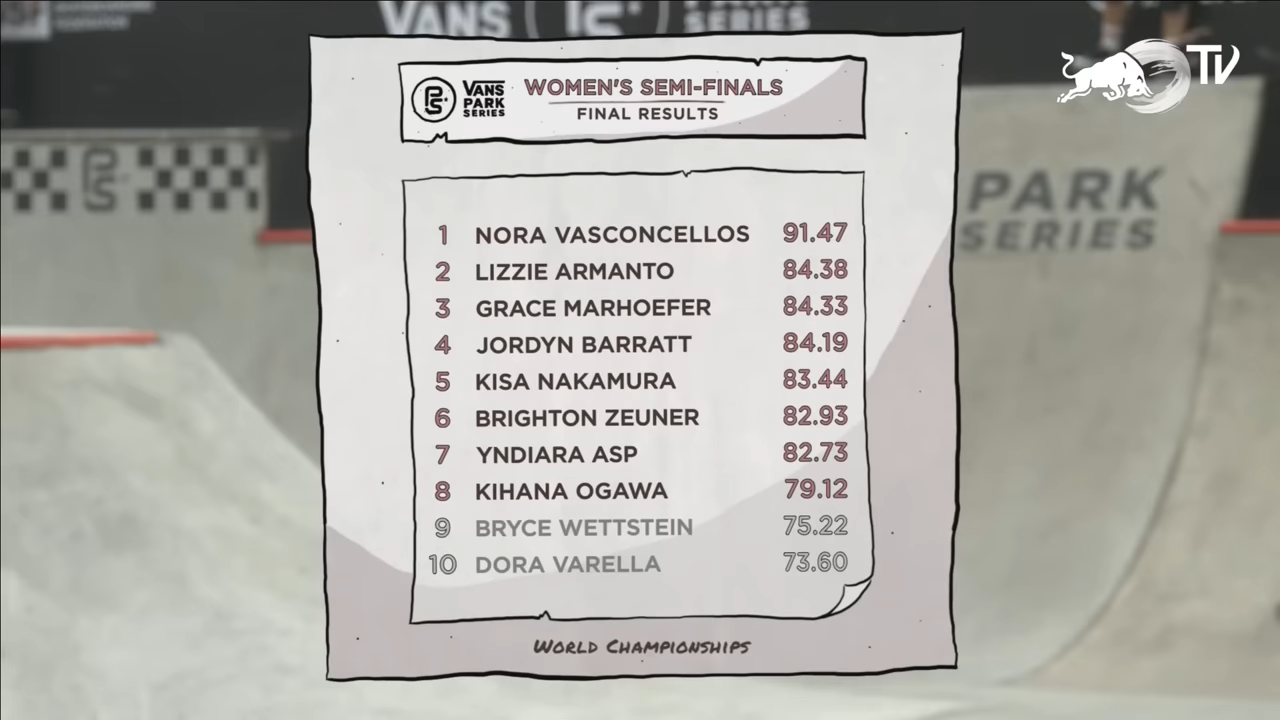 VANS
PARK
SERIES
TV
VANS
PARK
SERIES
WOMEN'S SEMI-FINALS
FINAL RESULTS
PARK
SERIES
1 NORA VASCONCELLOS 91.47
2 LIZZIE ARMANTO 84.38
3 GRACE MARHOEFER 84.33
4 JORDYN BARRATT 84.19
5 KISA NAKAMURA 83.44
6 BRIGHTON ZEUNER 82.93
7 YNDIARA ASP 82.73
8 KIHANA OGAWA 79.12
9 BRYCE WETTSTEIN 75.22
10 DORA VARELLA 73.60
WORLD CHAMPIONSHIPS